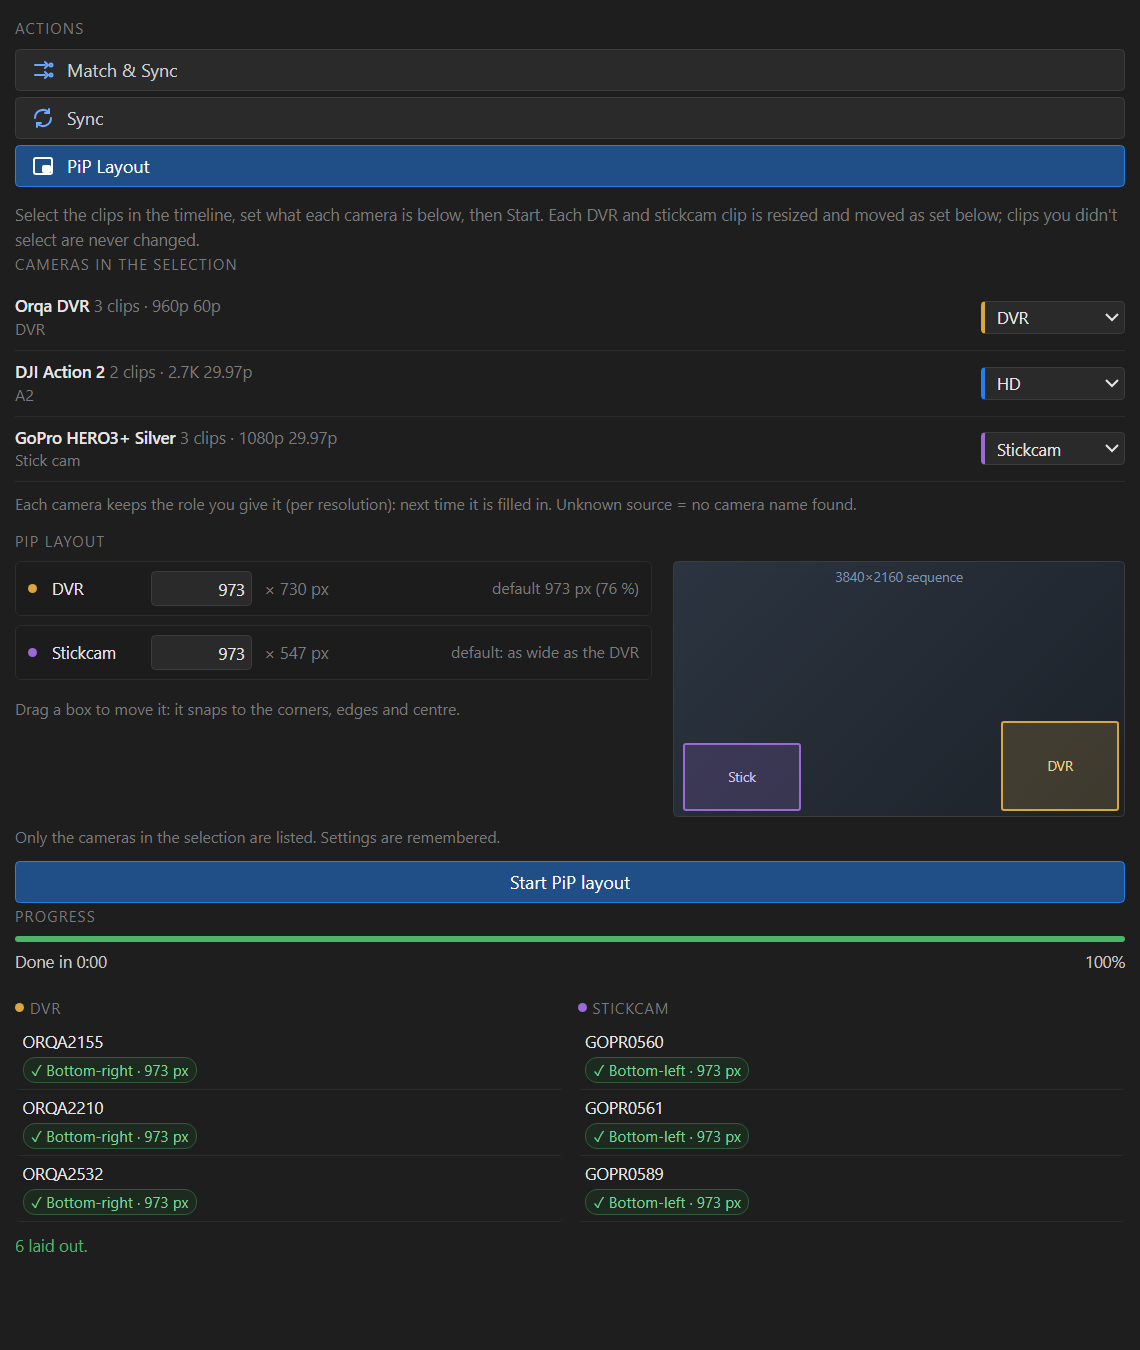 ACTIONS
Match & Sync
Sync
PiP Layout
Select the clips in the timeline, set what each camera is below, then Start. Each DVR and stickcam clip is resized and moved as set below; clips you didn't
select are never changed.
CAMERAS IN THE SELECTION
Orqa DVR 3 clips · 960p 60p
DVR
DVR
DJI Action 2 2 clips · 2.7K 29.97p
A2
HD
GoPro HERO3+ Silver 3 clips · 1080p 29.97p
Stick cam
Stickcam
Each camera keeps the role you give it (per resolution): next time it is filled in. Unknown source = no camera name found.
PIP LAYOUT
DVR 973 × 730 px default 973 px (76 %)
Stickcam 973 × 547 px default: as wide as the DVR
Drag a box to move it: it snaps to the corners, edges and centre.
3840×2160 sequence
Stick
DVR
Only the cameras in the selection are listed. Settings are remembered.
Start PiP layout
PROGRESS
Done in 0:00 100%
DVR
ORQA2155
✓ Bottom-right · 973 px
ORQA2210
✓ Bottom-right · 973 px
ORQA2532
✓ Bottom-right · 973 px
STICKCAM
GOPR0560
✓ Bottom-left · 973 px
GOPR0561
✓ Bottom-left · 973 px
GOPR0589
✓ Bottom-left · 973 px
6 laid out.